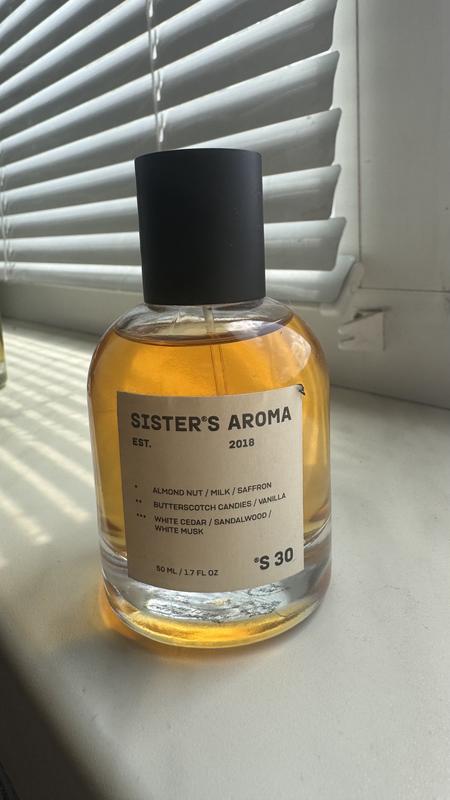 SISTER®S AROMA
EST. 2018
• ALMOND NUT / MILK / SAFFRON
•• BUTTERSCOTCH CANDIES / VANILLA
••• WHITE CEDAR / SANDALWOOD /
WHITE MUSK
50 ML / 1.7 FL OZ
®S 30